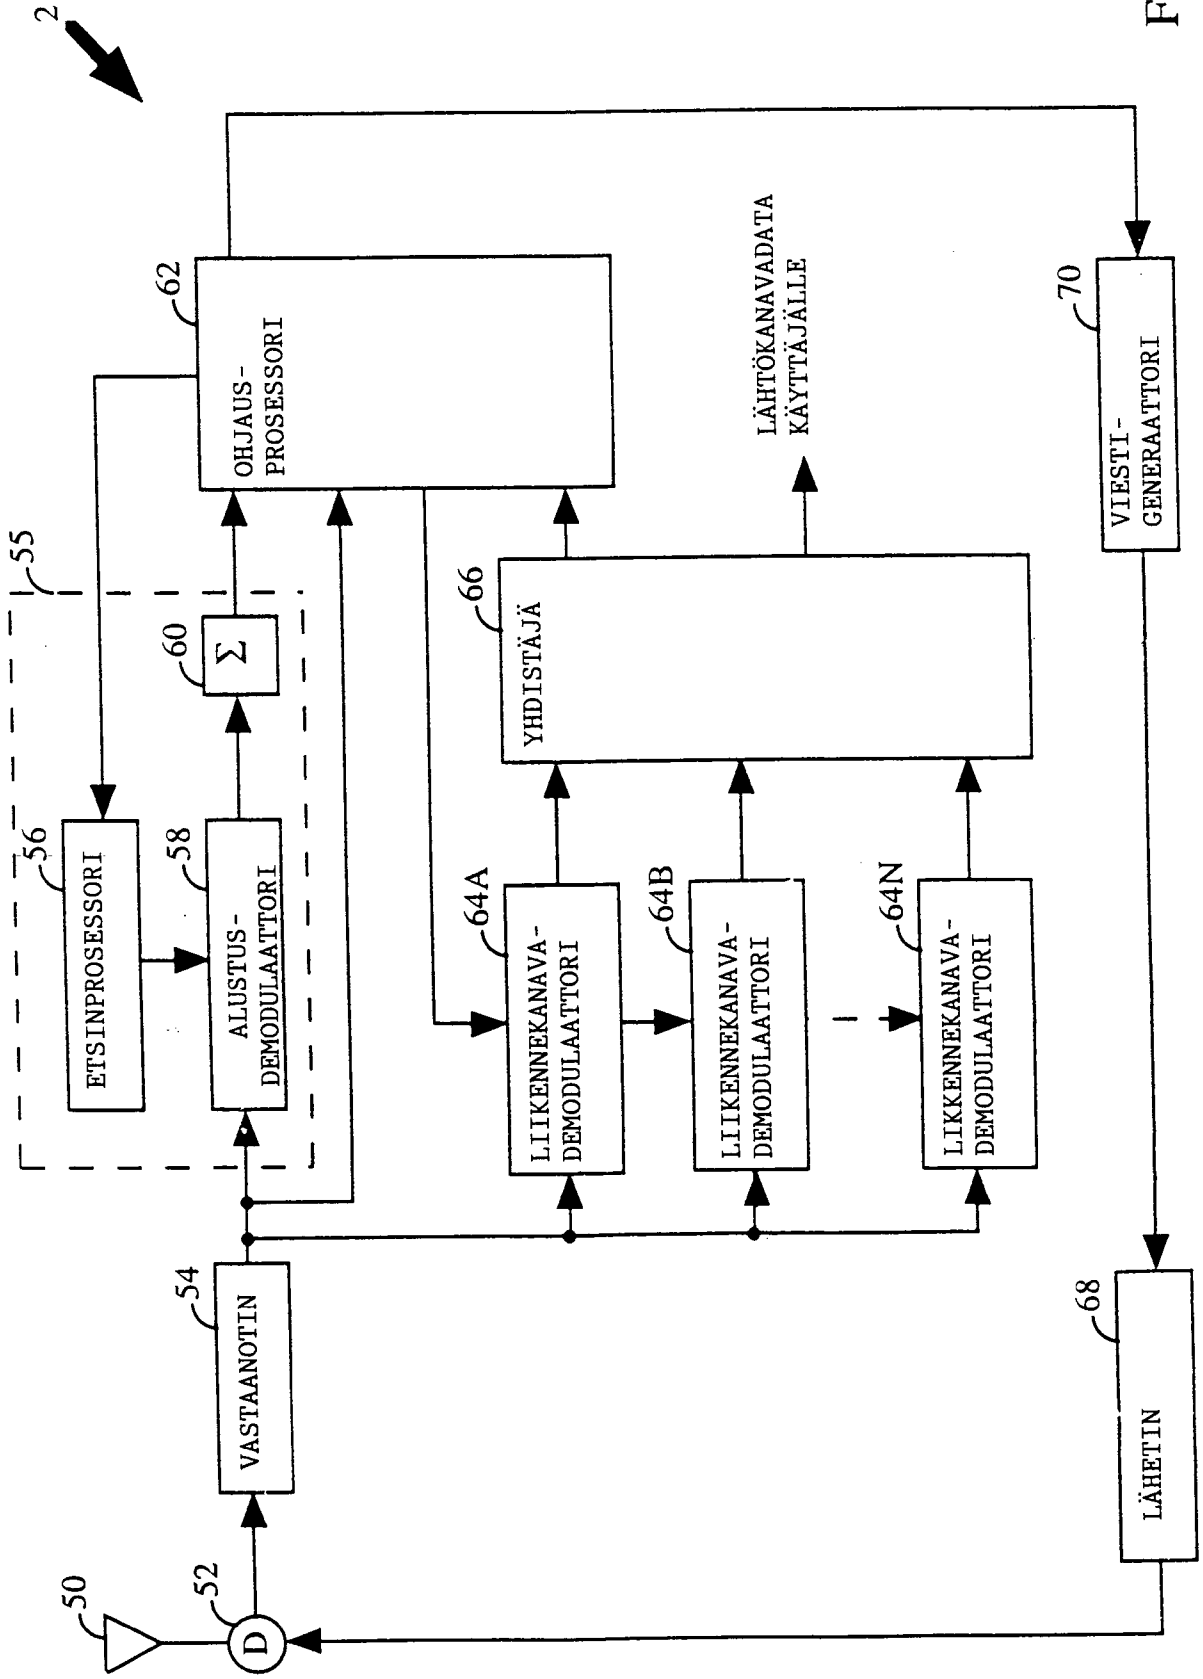 2
50
52
D
54
VASTAANOTIN
55
56
ETSINPROSESSORI
58
ALUSTUS-
DEMODULAATTORI
60
Σ
62
OHJAUS-
PROSESSORI
64A
LIIKENNEKANAVA-
DEMODULAATTORI
64B
LIIKENNEKANAVA-
DEMODULAATTORI
64N
LIKKENNEKANAVA-
DEMODULAATTORI
66
YHDISTÄJÄ
LÄHTÖKANAVADATA
KÄYTTÄJÄLLE
68
LÄHETIN
70
VIESTI-
GENERAATTORI
F